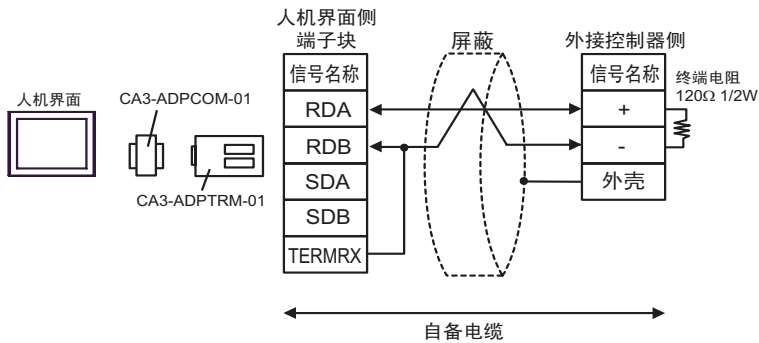 人机界面
CA3-ADPCOM-01
CA3-ADPTRM-01
人机界面侧
端子块
信号名称
RDA
RDB
SDA
SDB
TERMRX
屏蔽
外接控制器侧
信号名称
+
-
外壳
终端电阻
120Ω 1/2W
自备电缆